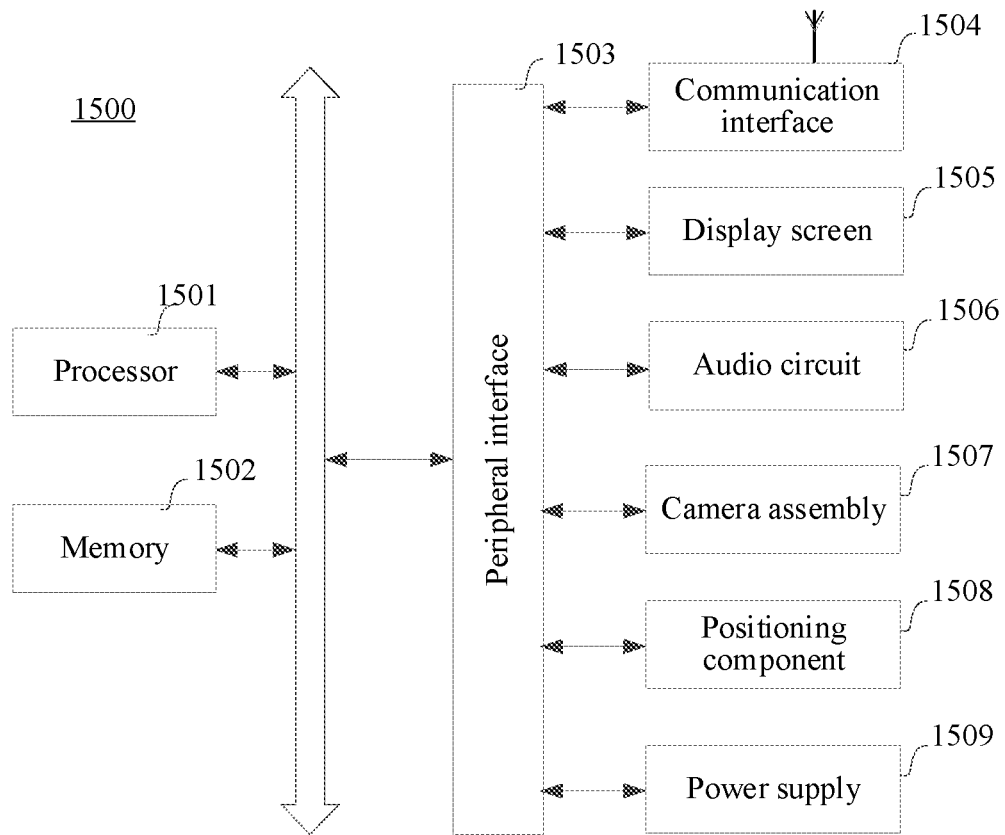 1500
1501
Processor
1502
Memory
1503
Peripheral interface
1504
Communication
interface
1505
Display screen
1506
Audio circuit
1507
Camera assembly
1508
Positioning
component
1509
Power supply